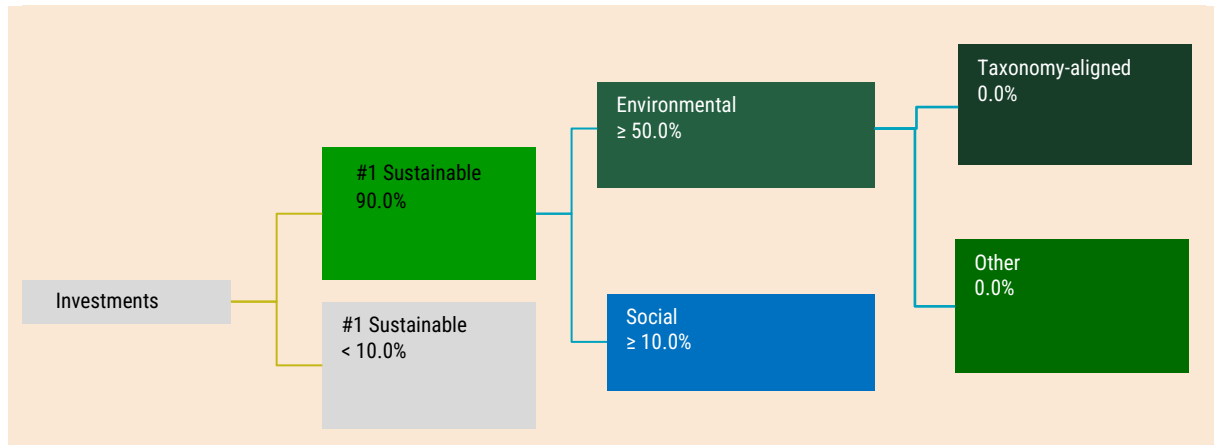 Investments
#1 Sustainable
90.0%
#1 Sustainable
< 10.0%
Environmental
≥ 50.0%
Social
≥ 10.0%
Taxonomy-aligned
0.0%
Other
0.0%